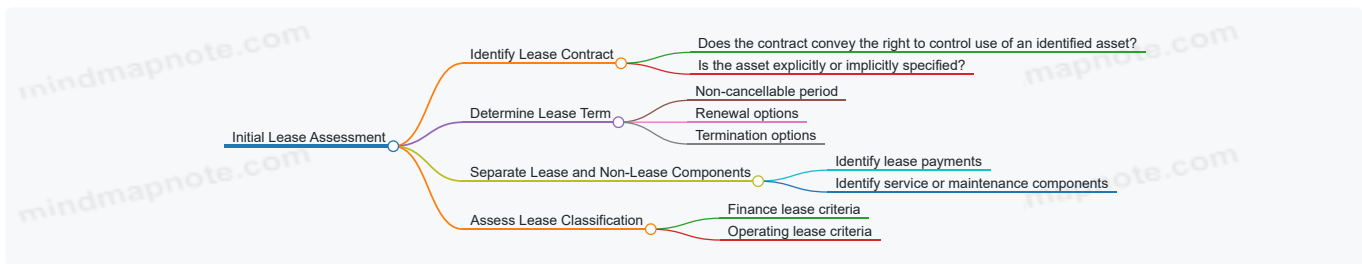 mindmapnote.com
mapnote.com
Initial Lease Assessment
Identify Lease Contract
Does the contract convey the right to control use of an identified asset?
Is the asset explicitly or implicitly specified?
Determine Lease Term
Non-cancellable period
Renewal options
Termination options
Separate Lease and Non-Lease Components
Identify lease payments
Identify service or maintenance components
Assess Lease Classification
Finance lease criteria
Operating lease criteria
mindmapnote.com
mapnote.com